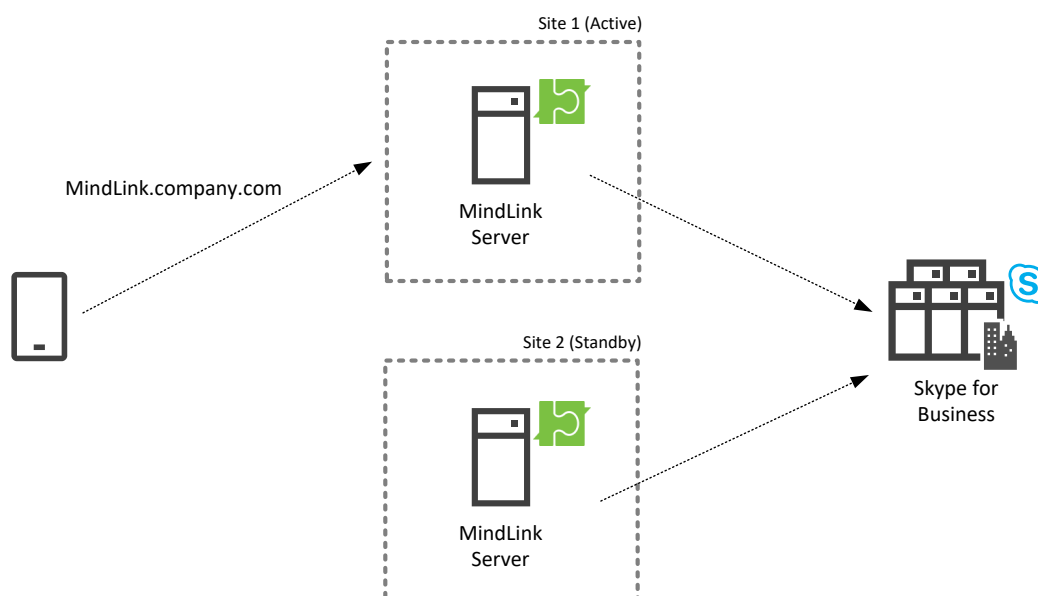 Site 1 (Active)
MindLink.company.com
MindLink
Server
S
Site 2 (Standby)
Skype for
Business
MindLink
Server